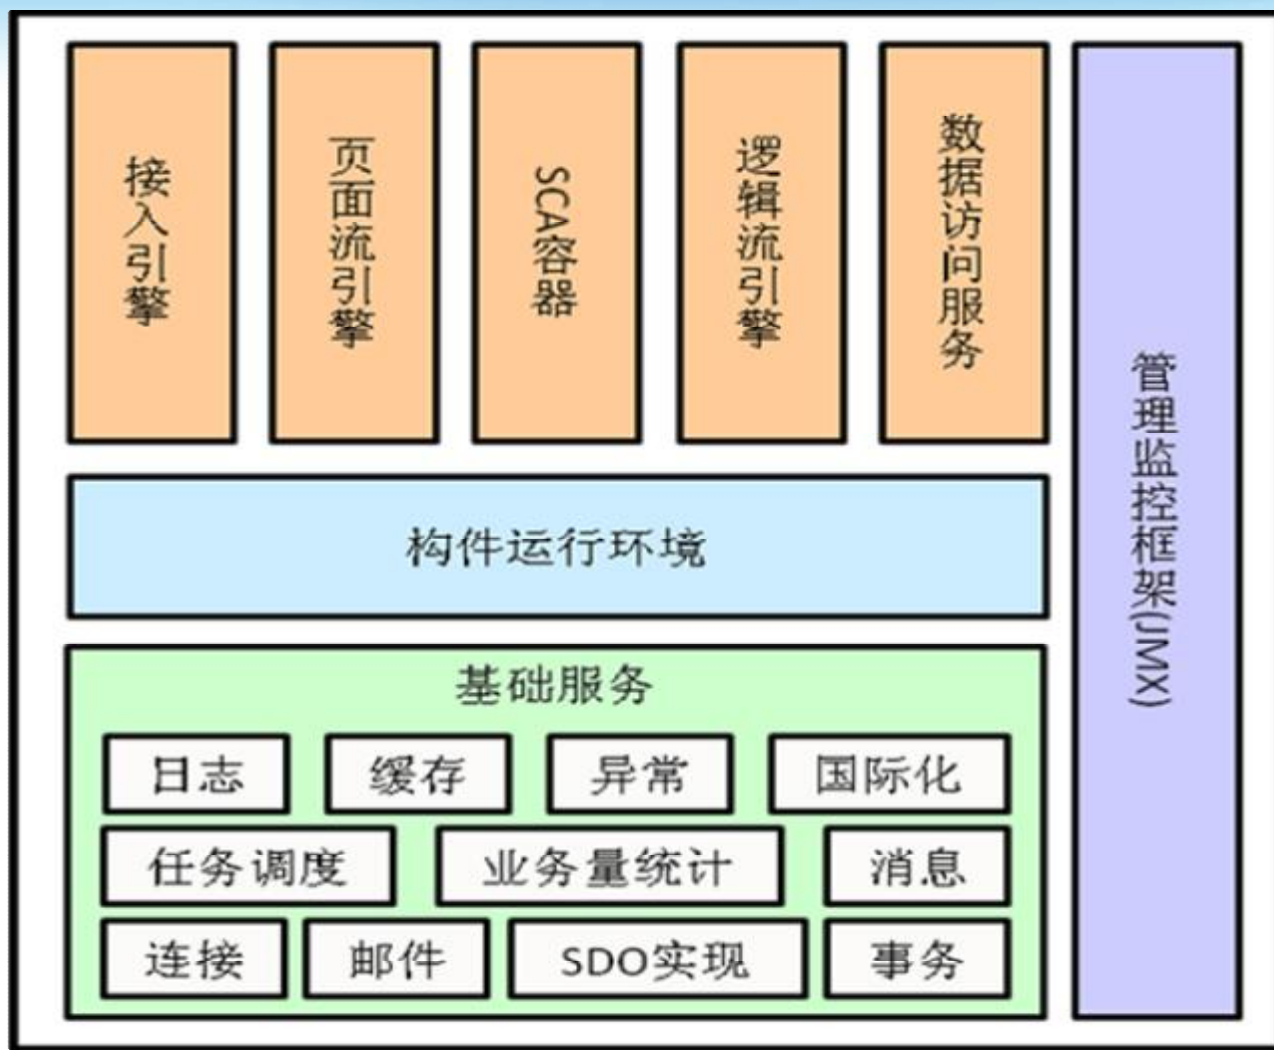 接入引擎
页面流引擎
SCA容器
逻辑流引擎
数据访问服务
管理监控框架(JMX)
构件运行环境
基础服务
日志
缓存
异常
国际化
任务调度
业务量统计
消息
连接
邮件
SDO实现
事务